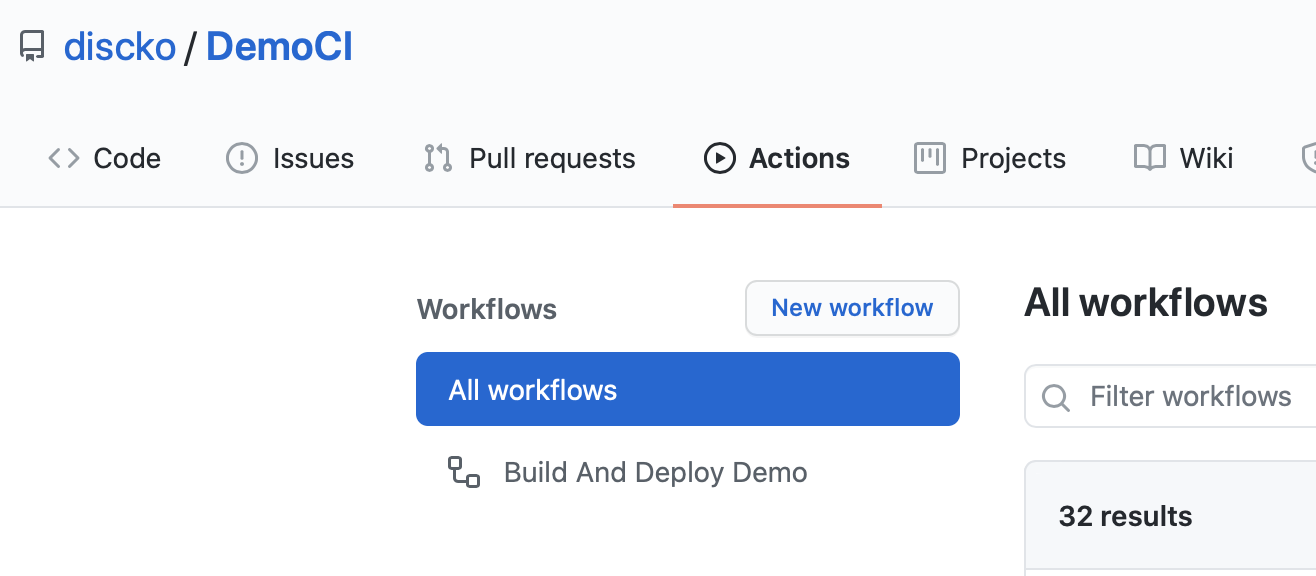 discko / DemoCI
Code Issues Pull requests Actions Projects Wiki
Workflows New workflow
All workflows
Build And Deploy Demo
All workflows
Filter workflows
32 results